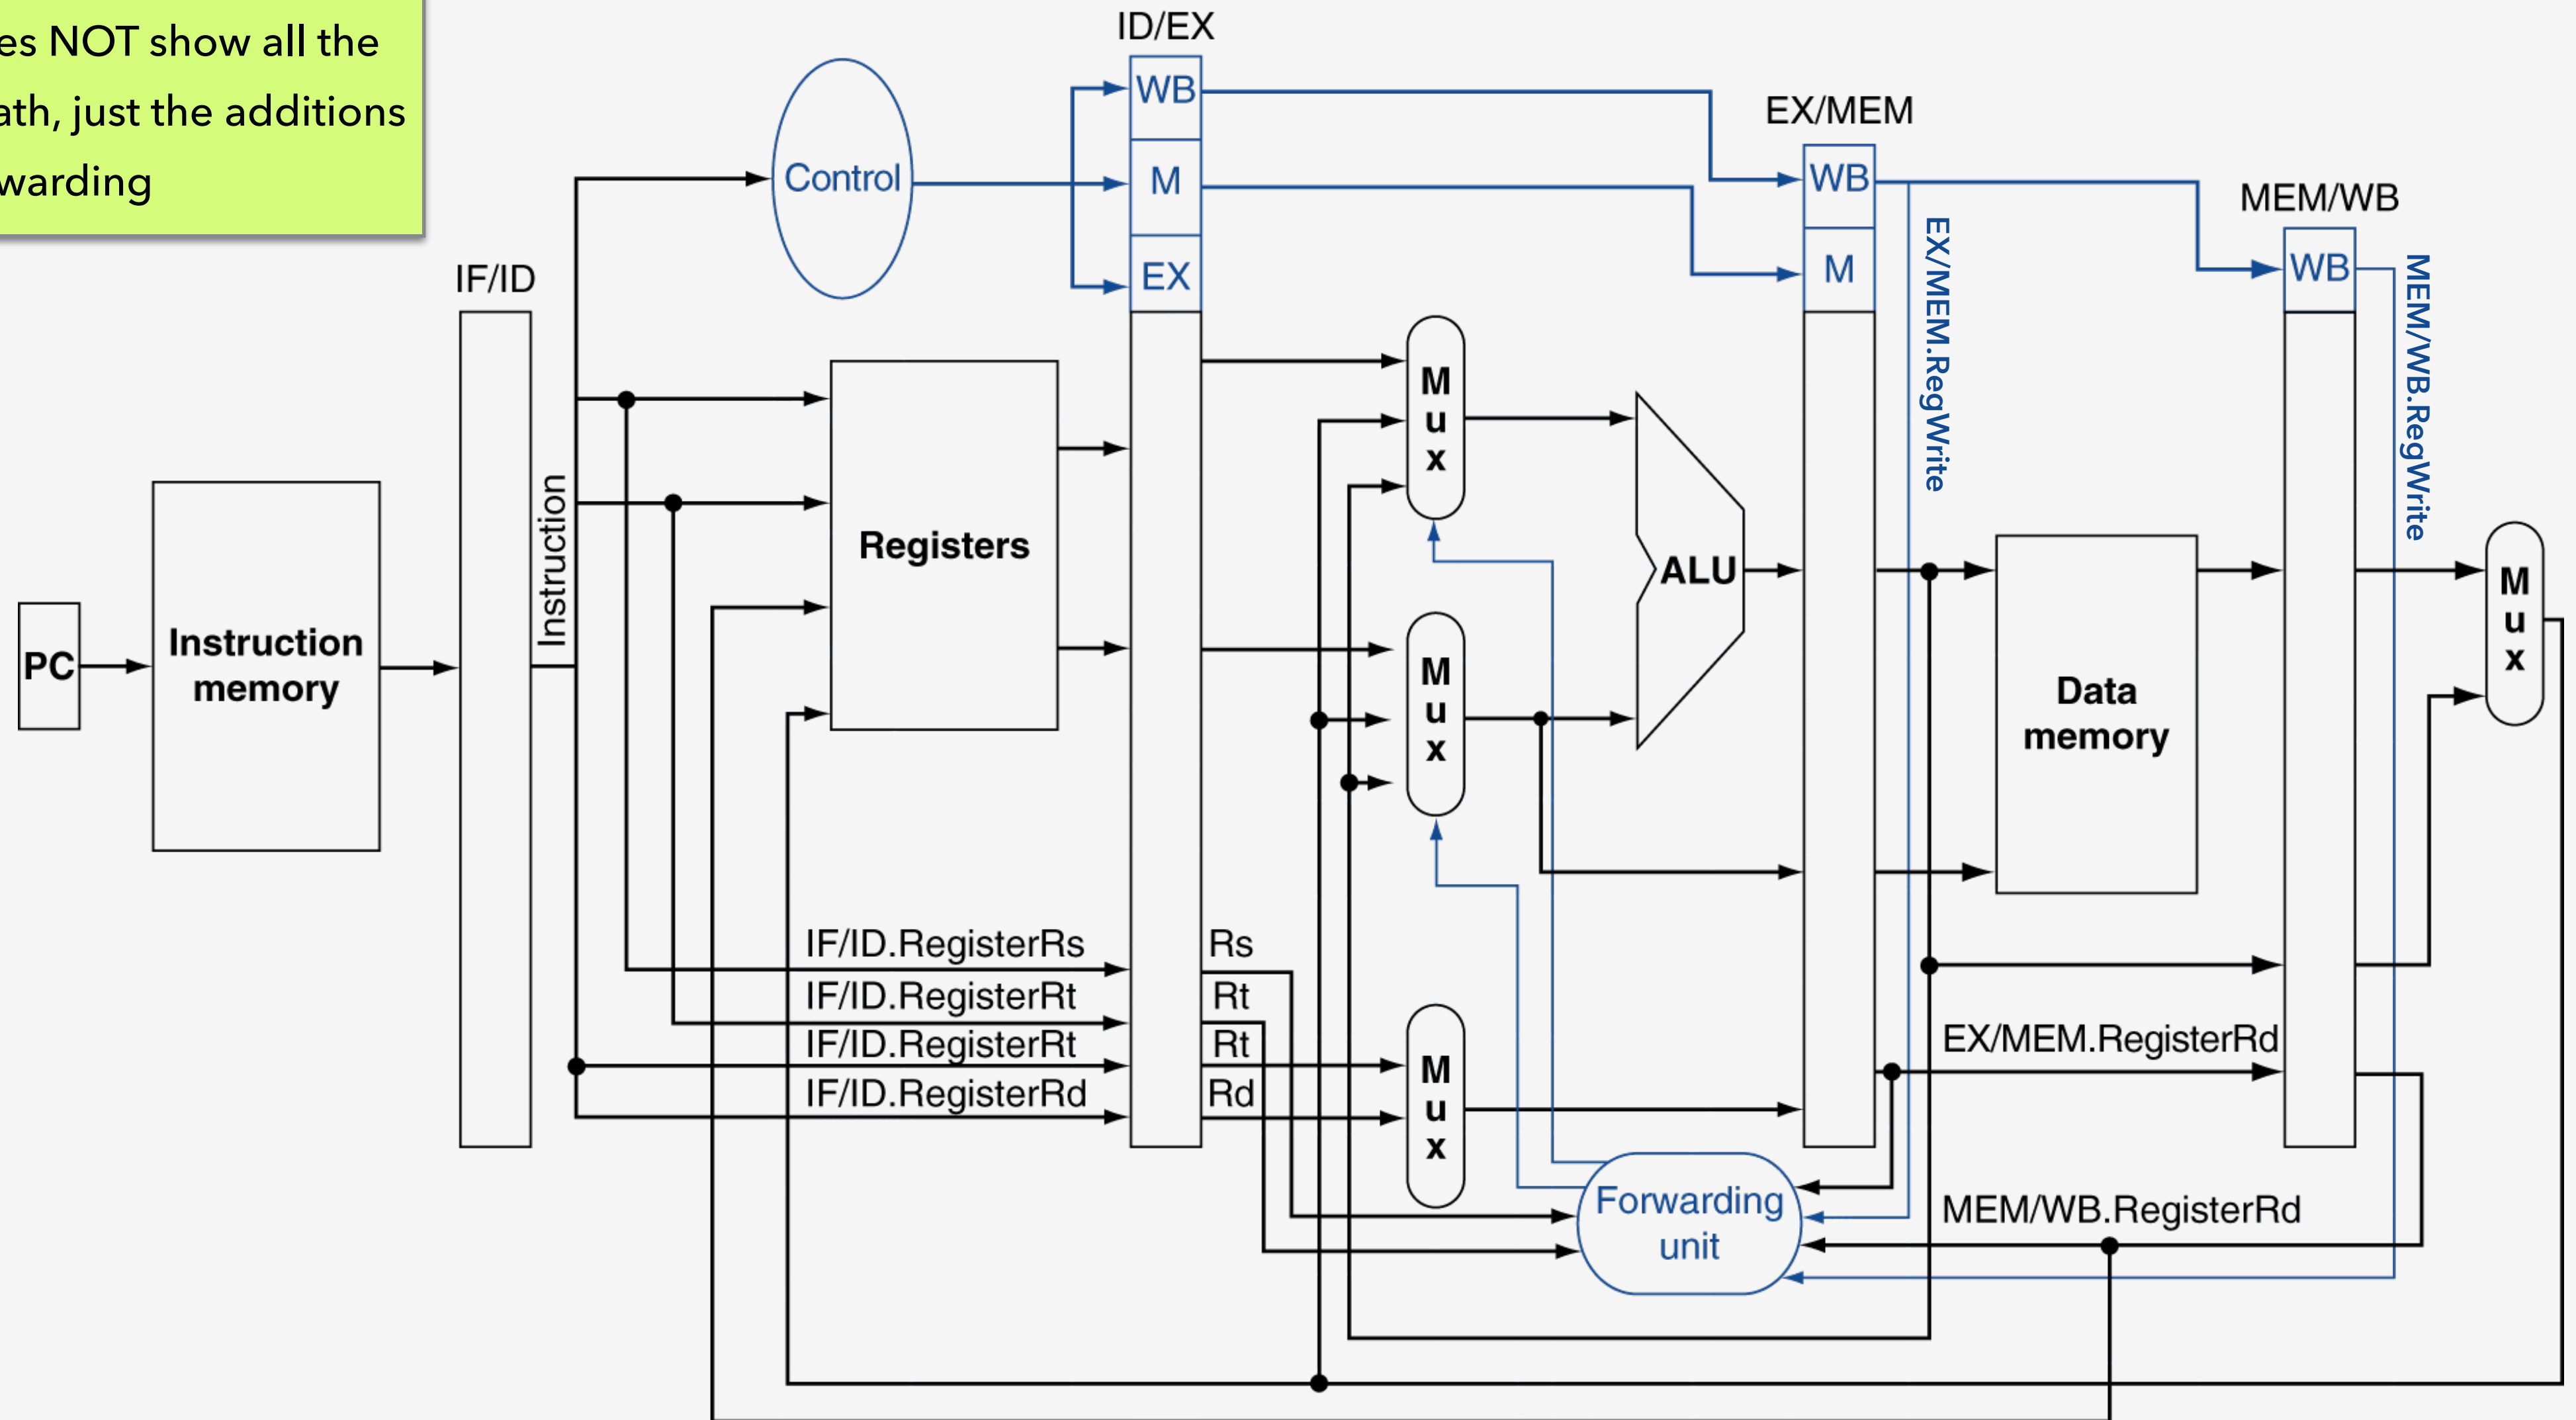 es NOT show all the
ath, just the additions
warding
ID/EX
EX/MEM
MEM/WB
IF/ID
Control
WB
M
EX
WB
M
WB
EX/MEM.RegWrite
MEM/WB.RegWrite
PC
Instruction
memory
Instruction
Registers
M
u
x
M
u
x
ALU
Data
memory
M
u
x
IF/ID.RegisterRs
IF/ID.RegisterRt
IF/ID.RegisterRt
IF/ID.RegisterRd
Rs
Rt
Rt
Rd
M
u
x
EX/MEM.RegisterRd
Forwarding
unit
MEM/WB.RegisterRd